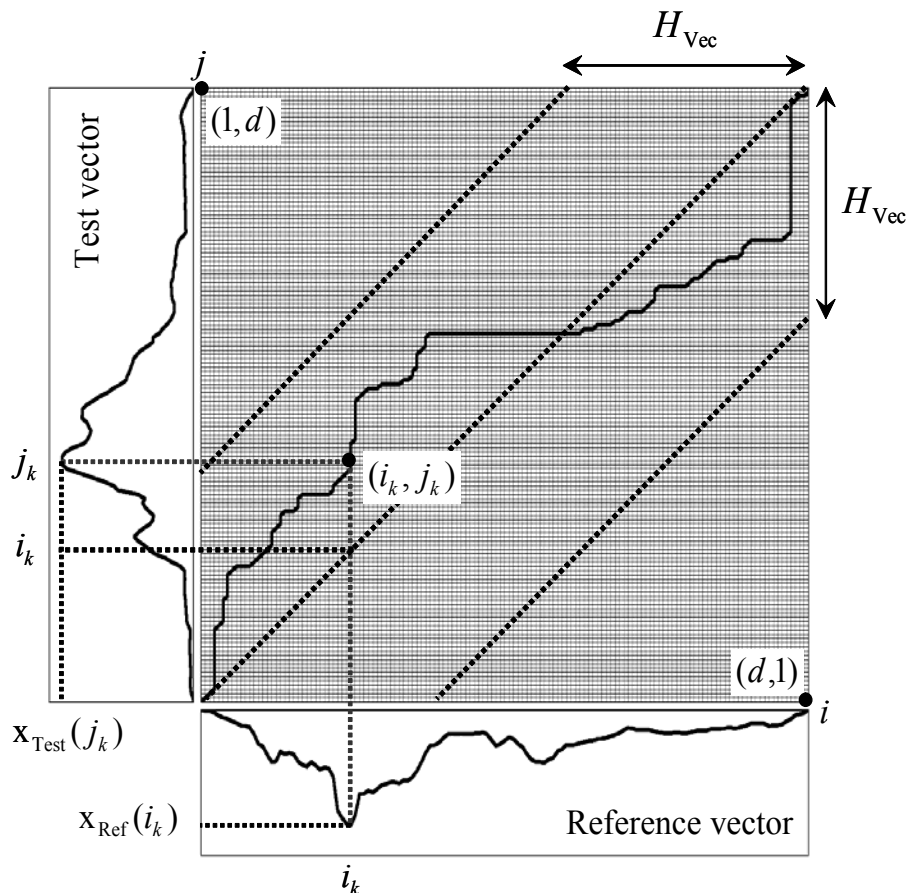 H_Vec
j
(1, d)
Test vector
H_Vec
j_k
(i_k, j_k)
i_k
(d,1)
i
x_Test(j_k)
x_Ref(i_k)
Reference vector
i_k